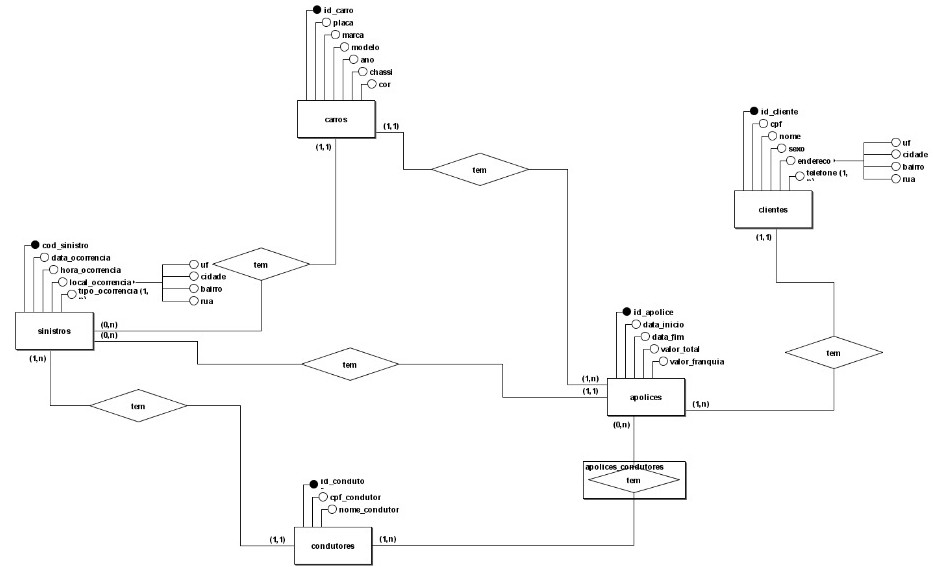 id_carro
placa
marca
modelo
ano
chassi
cor
carros
(1,1)
(1,1)
tem
id_cliente
cpf
nome
sexo
endereco
telefone (1,
uf
cidade
bairro
rua
clientes
(1,1)
cod_sinistro
data_ocorrencia
hora_ocorrencia
local_ocorrencia
tipo_ocorrencia (1,
uf
cidade
bairro
rua
tem
sinistros
(0,n)
(0,n)
(1,n)
tem
tem
id_apolice
data_inicio
data_fim
valor_total
valor_franquia
tem
(1,n)
(1,1)
apolices
(1,n)
(0,n)
apolices_condutores
tem
id_conduto
cpf_condutor
nome_condutor
(1,1)
condutores
(1,n)